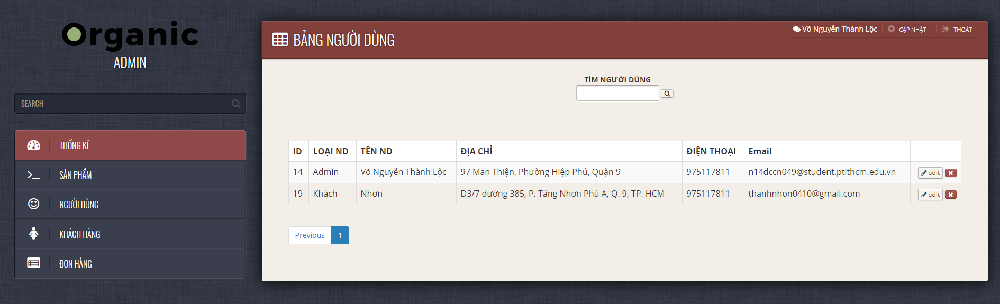 Organic
ADMIN
SEARCH
THỐNG KÊ
SẢN PHẨM
NGƯỜI DÙNG
KHÁCH HÀNG
ĐƠN HÀNG
BẢNG NGƯỜI DÙNG
Võ Nguyễn Thành Lộc CẬP NHẬT THOÁT
TÌM NGƯỜI DÙNG
ID LOẠI ND TÊN ND ĐỊA CHỈ ĐIỆN THOẠI Email
14 Admin Võ Nguyễn Thành Lộc 97 Man Thiện, Phường Hiệp Phú, Quận 9 975117811 n14dccn049@student.ptithcm.edu.vn edit
19 Khách Nhơn D3/7 đường 385, P. Tăng Nhơn Phú A, Q. 9, TP. HCM 975117811 thanhnhon0410@gmail.com edit
Previous 1